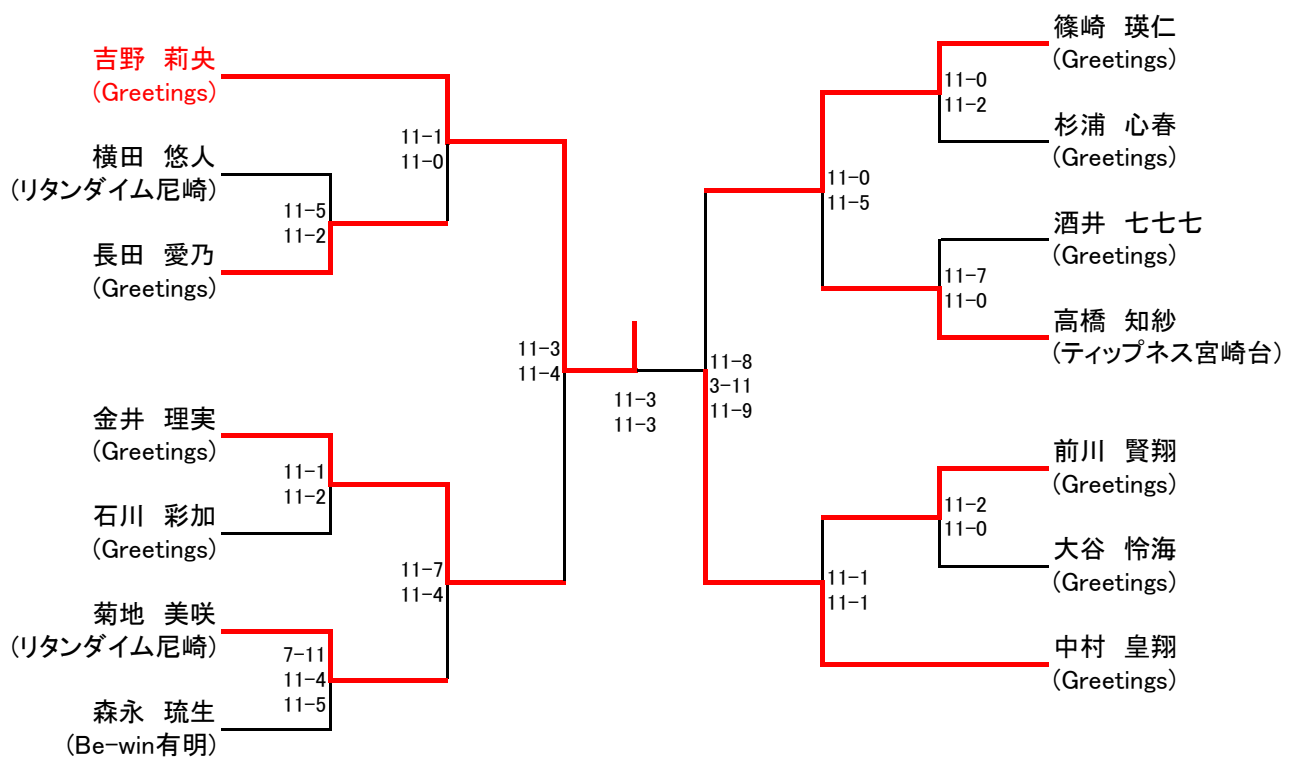 吉野 莉央
(Greetings)
横田 悠人
(リタンダイム尼崎)
長田 愛乃
(Greetings)
11-5
11-2
11-1
11-0
金井 理実
(Greetings)
石川 彩加
(Greetings)
11-1
11-2
菊地 美咲
(リタンダイム尼崎)
森永 琉生
(Be-win有明)
7-11
11-4
11-5
11-7
11-4
11-3
11-4
11-3
11-3
11-8
3-11
11-9
篠崎 瑛仁
(Greetings)
杉浦 心春
(Greetings)
11-0
11-2
酒井 七七七
(Greetings)
高橋 知紗
(ティップネス宮崎台)
11-7
11-0
11-0
11-5
前川 賢翔
(Greetings)
大谷 怜海
(Greetings)
11-2
11-0
中村 皇翔
(Greetings)
11-1
11-1